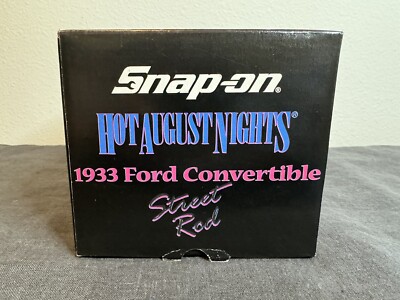 Snap-on®
HOT AUGUST NIGHTS®
1933 Ford Convertible
Street
Rod